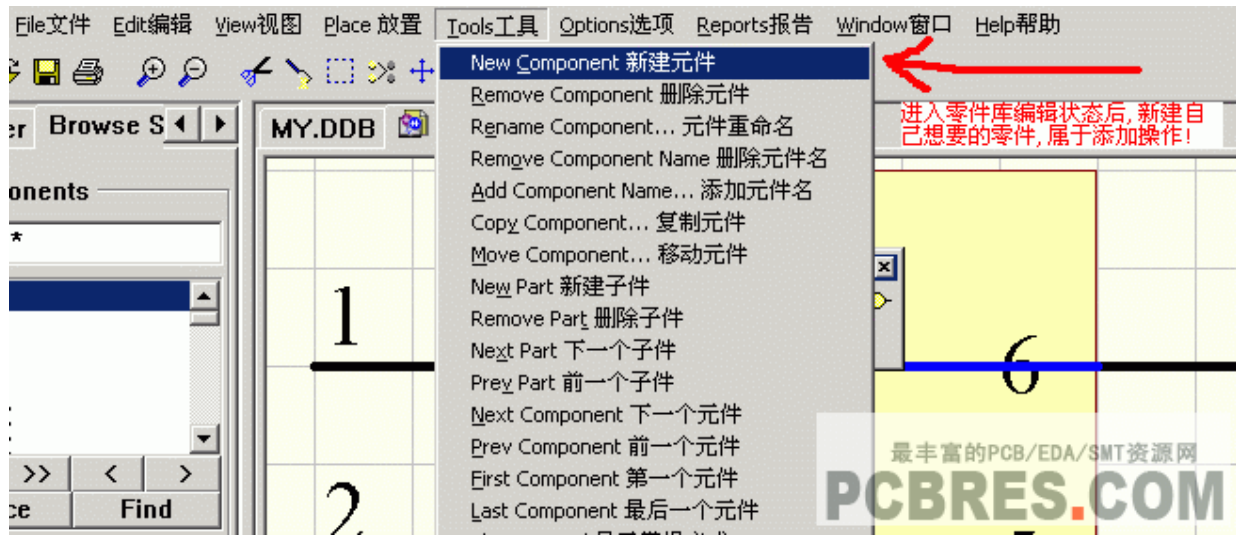 File文件 Edit编辑 View视图 Place 放置 Tools工具 Options选项 Reports报告 Window窗口 Help帮助
New Component 新建元件
Remove Component 删除元件
Rename Component... 元件重命名
Remove Component Name 删除元件名
Add Component Name... 添加元件名
Copy Component... 复制元件
Move Component... 移动元件
New Part 新建子件
Remove Part 删除子件
Next Part 下一个子件
Prev Part 前一个子件
Next Component 下一个元件
Prev Component 前一个元件
First Component 第一个元件
Last Component 最后一个元件
进入零件库编辑状态后,新建自
己想要的零件,属于添加操作!
er Browse S
MY.DDB
onents
*
>> < >
ce Find
1
2
6
最丰富的PCB/EDA/SMT资源网
PCBRES.COM